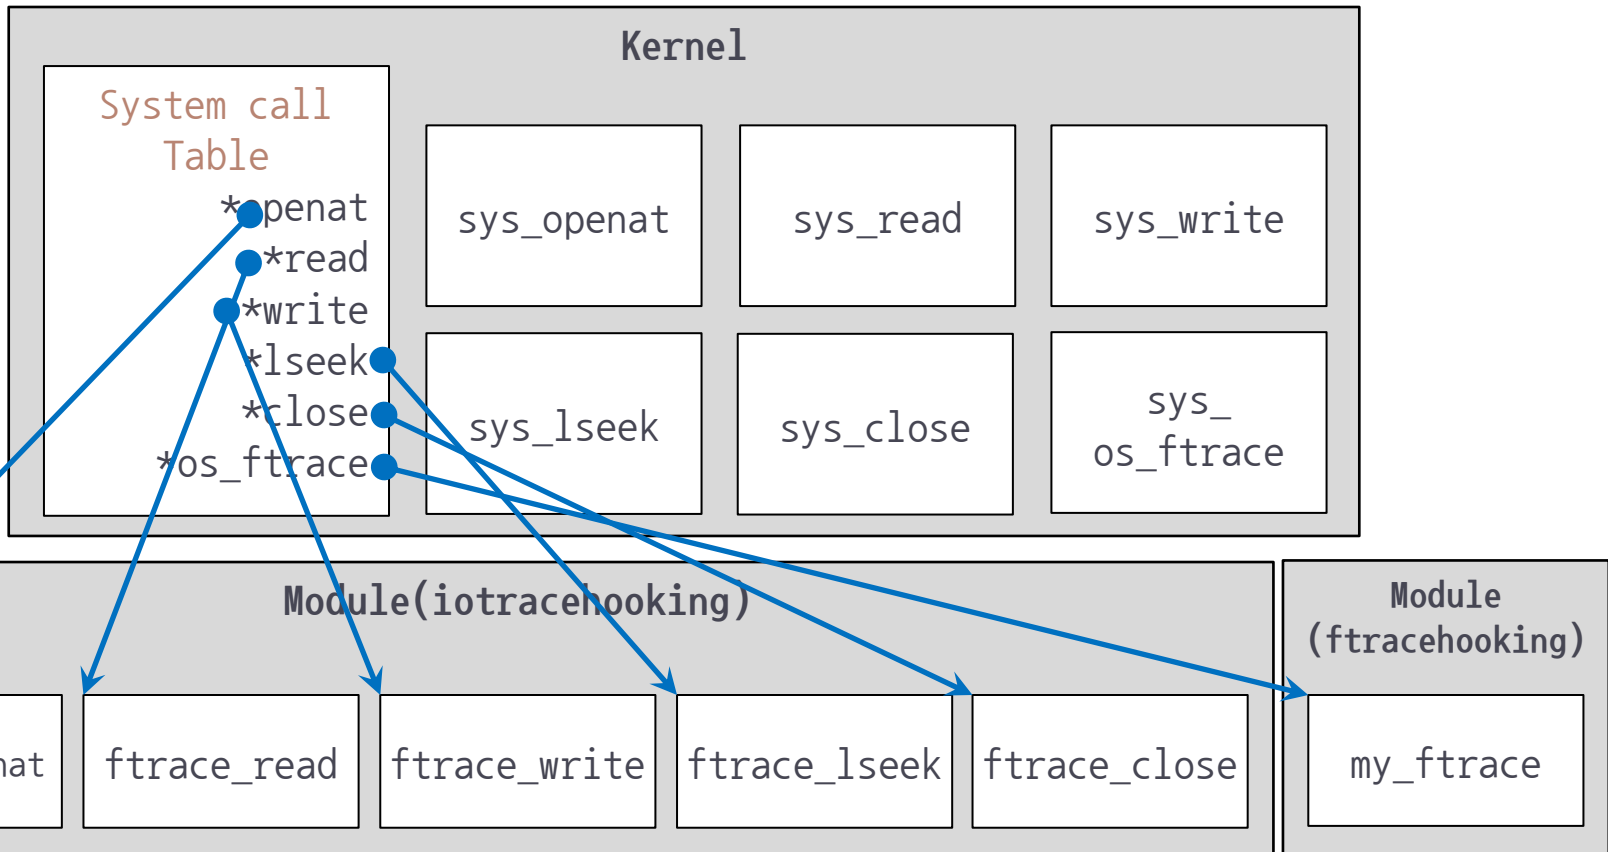 Kernel
System call
Table
*openat
*read
*write
*lseek
*close
*os_ftrace
sys_openat
sys_read
sys_write
sys_lseek
sys_close
sys_
os_ftrace
Module(iotracehooking)
nat
ftrace_read
ftrace_write
ftrace_lseek
ftrace_close
Module
(ftracehooking)
my_ftrace